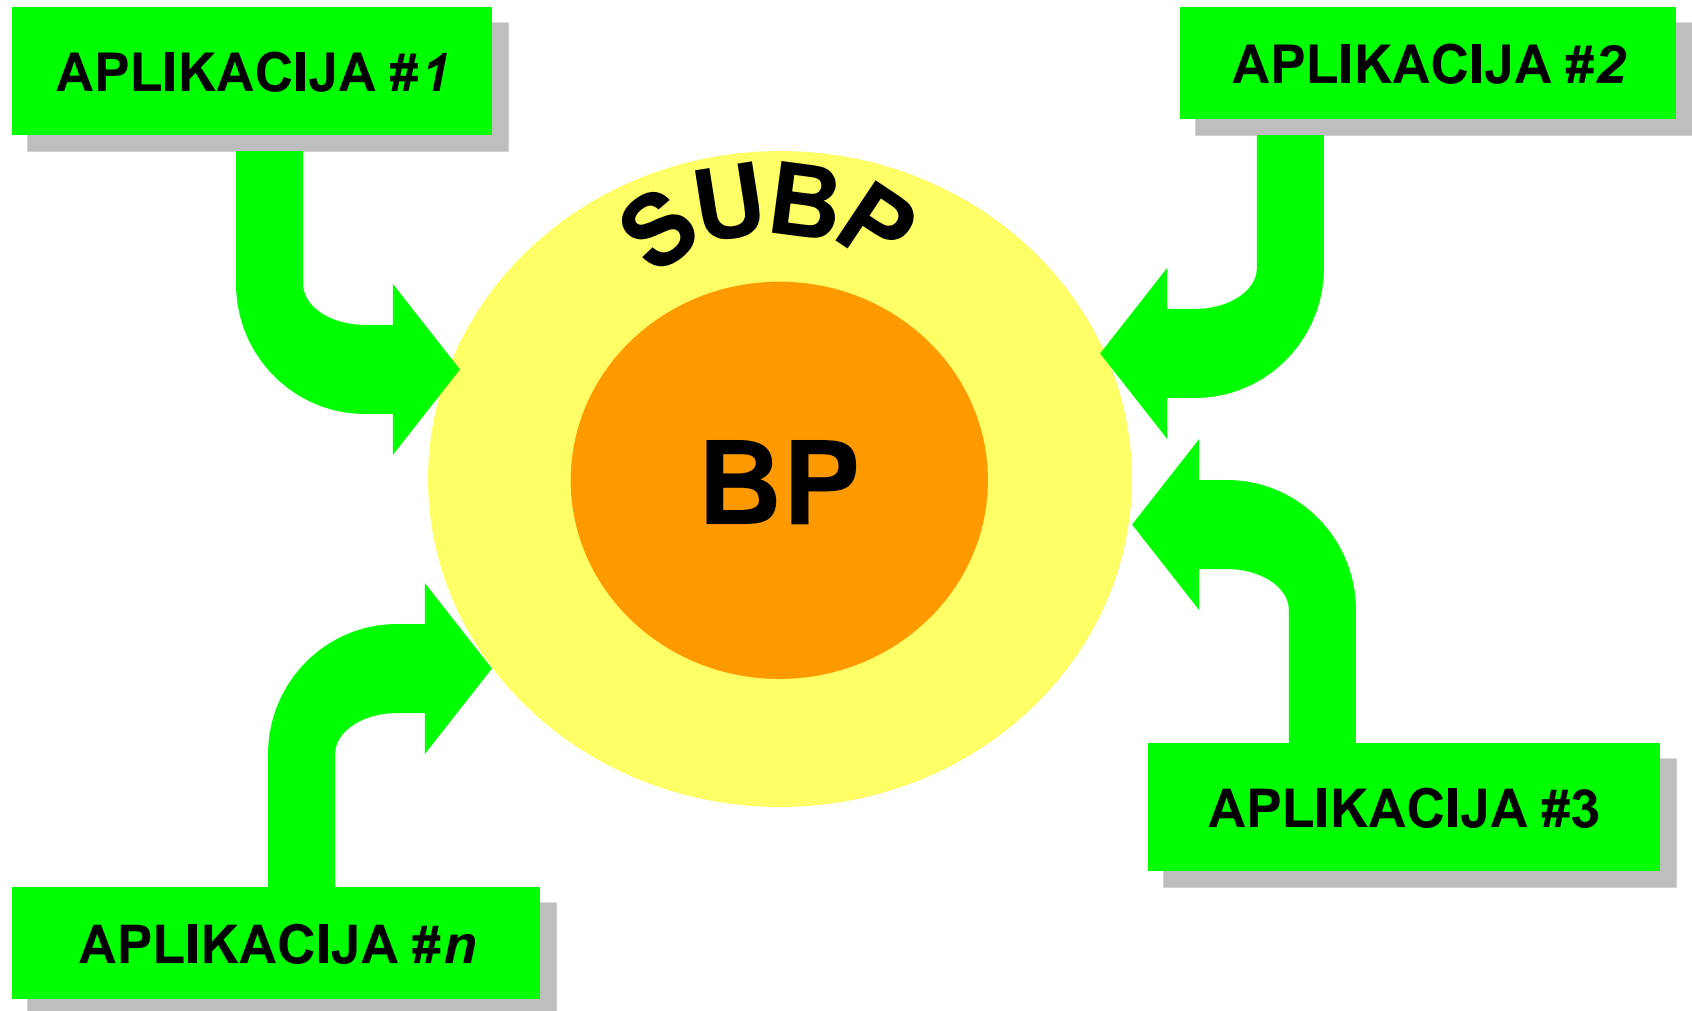 APLIKACIJA #1
APLIKACIJA #2
SUBP
BP
APLIKACIJA #3
APLIKACIJA #n